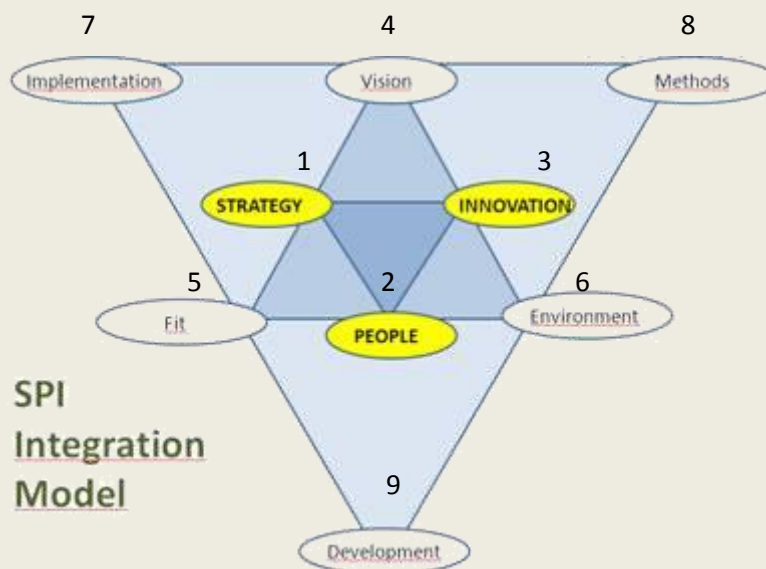 7 4 8
Implementation Vision Methods
1 3
STRATEGY INNOVATION
5 2 6
Fit PEOPLE Environment
SPI
Integration
Model
9
Development